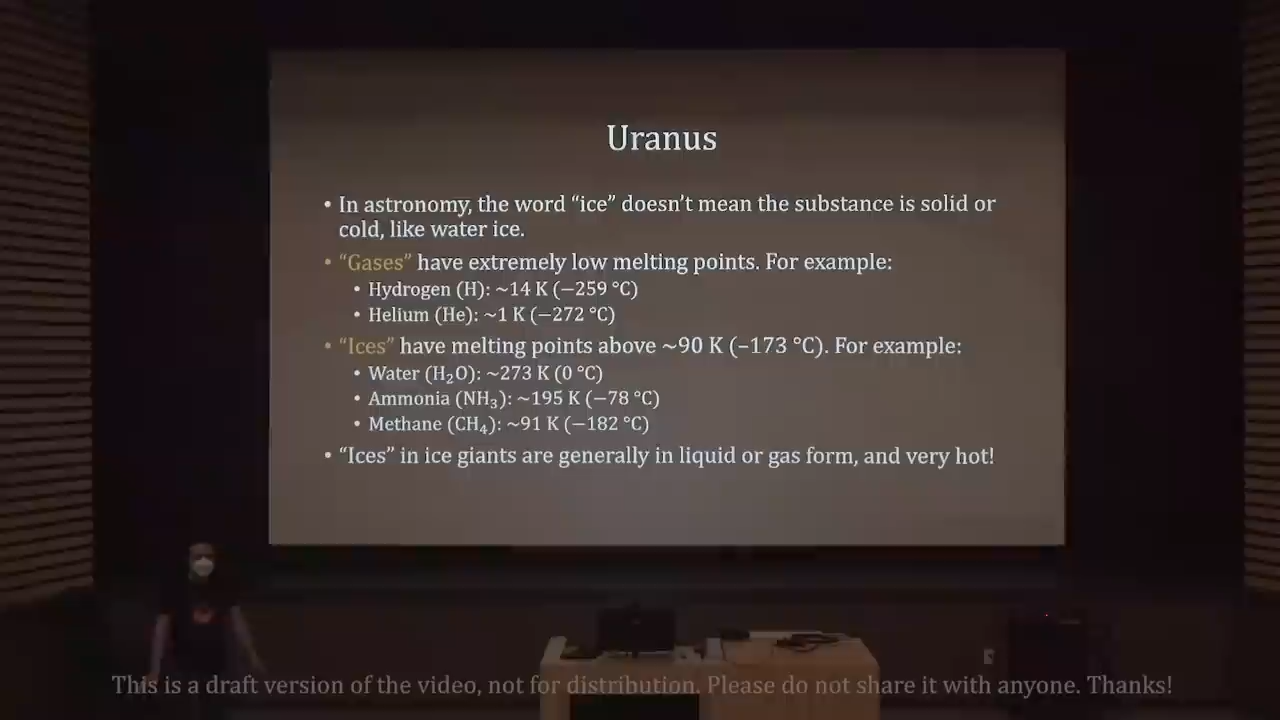 Uranus
• In astronomy, the word “ice” doesn’t mean the substance is solid or
cold, like water ice.
• “Gases” have extremely low melting points. For example:
• Hydrogen (H): ~14 K (−259 °C)
• Helium (He): ~1 K (−272 °C)
• “Ices” have melting points above ~90 K (–173 °C). For example:
• Water (H₂O): ~273 K (0 °C)
• Ammonia (NH₃): ~195 K (−78 °C)
• Methane (CH₄): ~91 K (−182 °C)
• “Ices” in ice giants are generally in liquid or gas form, and very hot!
This is a draft version of the video, not for distribution. Please do not share it with anyone. Thanks!